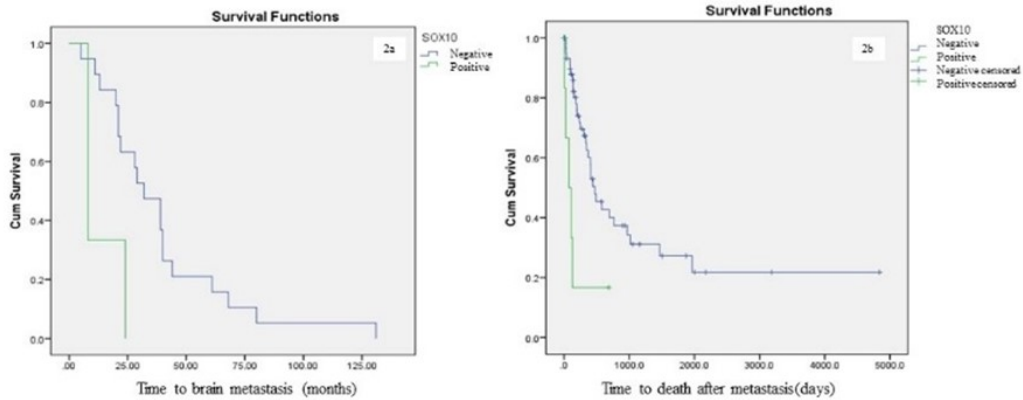 Survival Functions
2a
SOX10
Negative
Positive
Cum Survival
1.0
0.8
0.6
0.4
0.2
0.0
.00 25.00 50.00 75.00 100.00 125.00
Time to brain metastasis (months)
Survival Functions
2b
SOX10
Negative
Positive
Negative censored
Positive censored
Cum Survival
1.0
0.8
0.6
0.4
0.2
0.0
.0 1000.0 2000.0 3000.0 4000.0 5000.0
Time to death after metastasis(days)